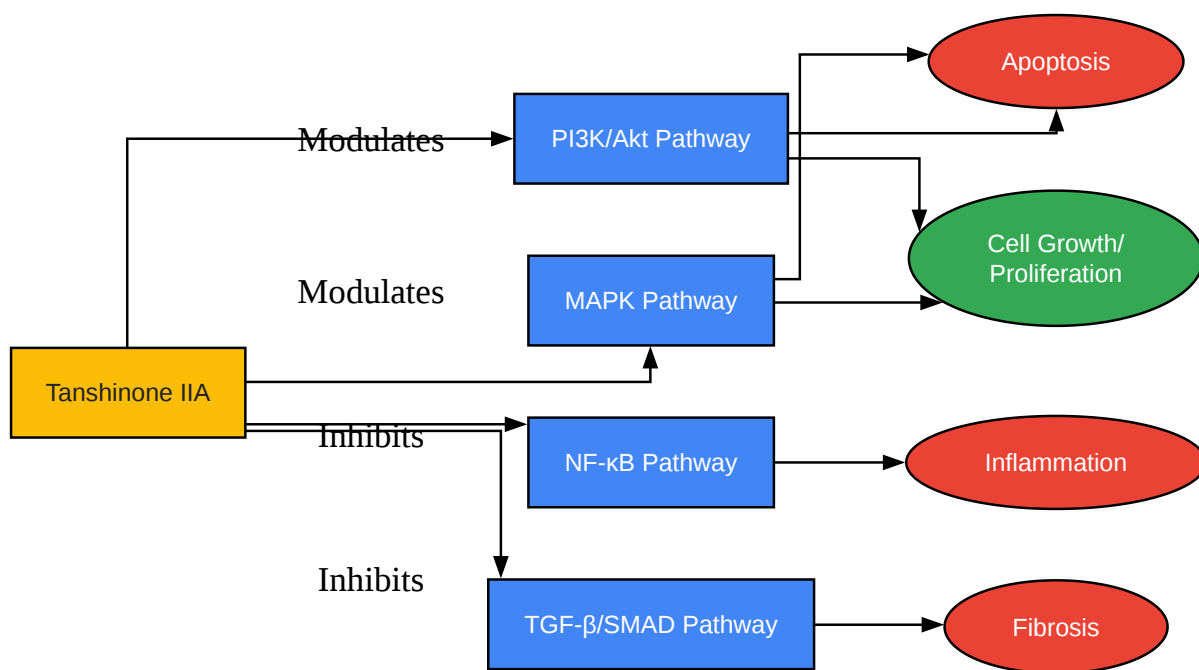 Apoptosis
Modulates
PI3K/Akt Pathway
Cell Growth/
Proliferation
Modulates
MAPK Pathway
Tanshinone IIA
Inhibits
NF-κB Pathway
Inflammation
Inhibits
TGF-β/SMAD Pathway
Fibrosis